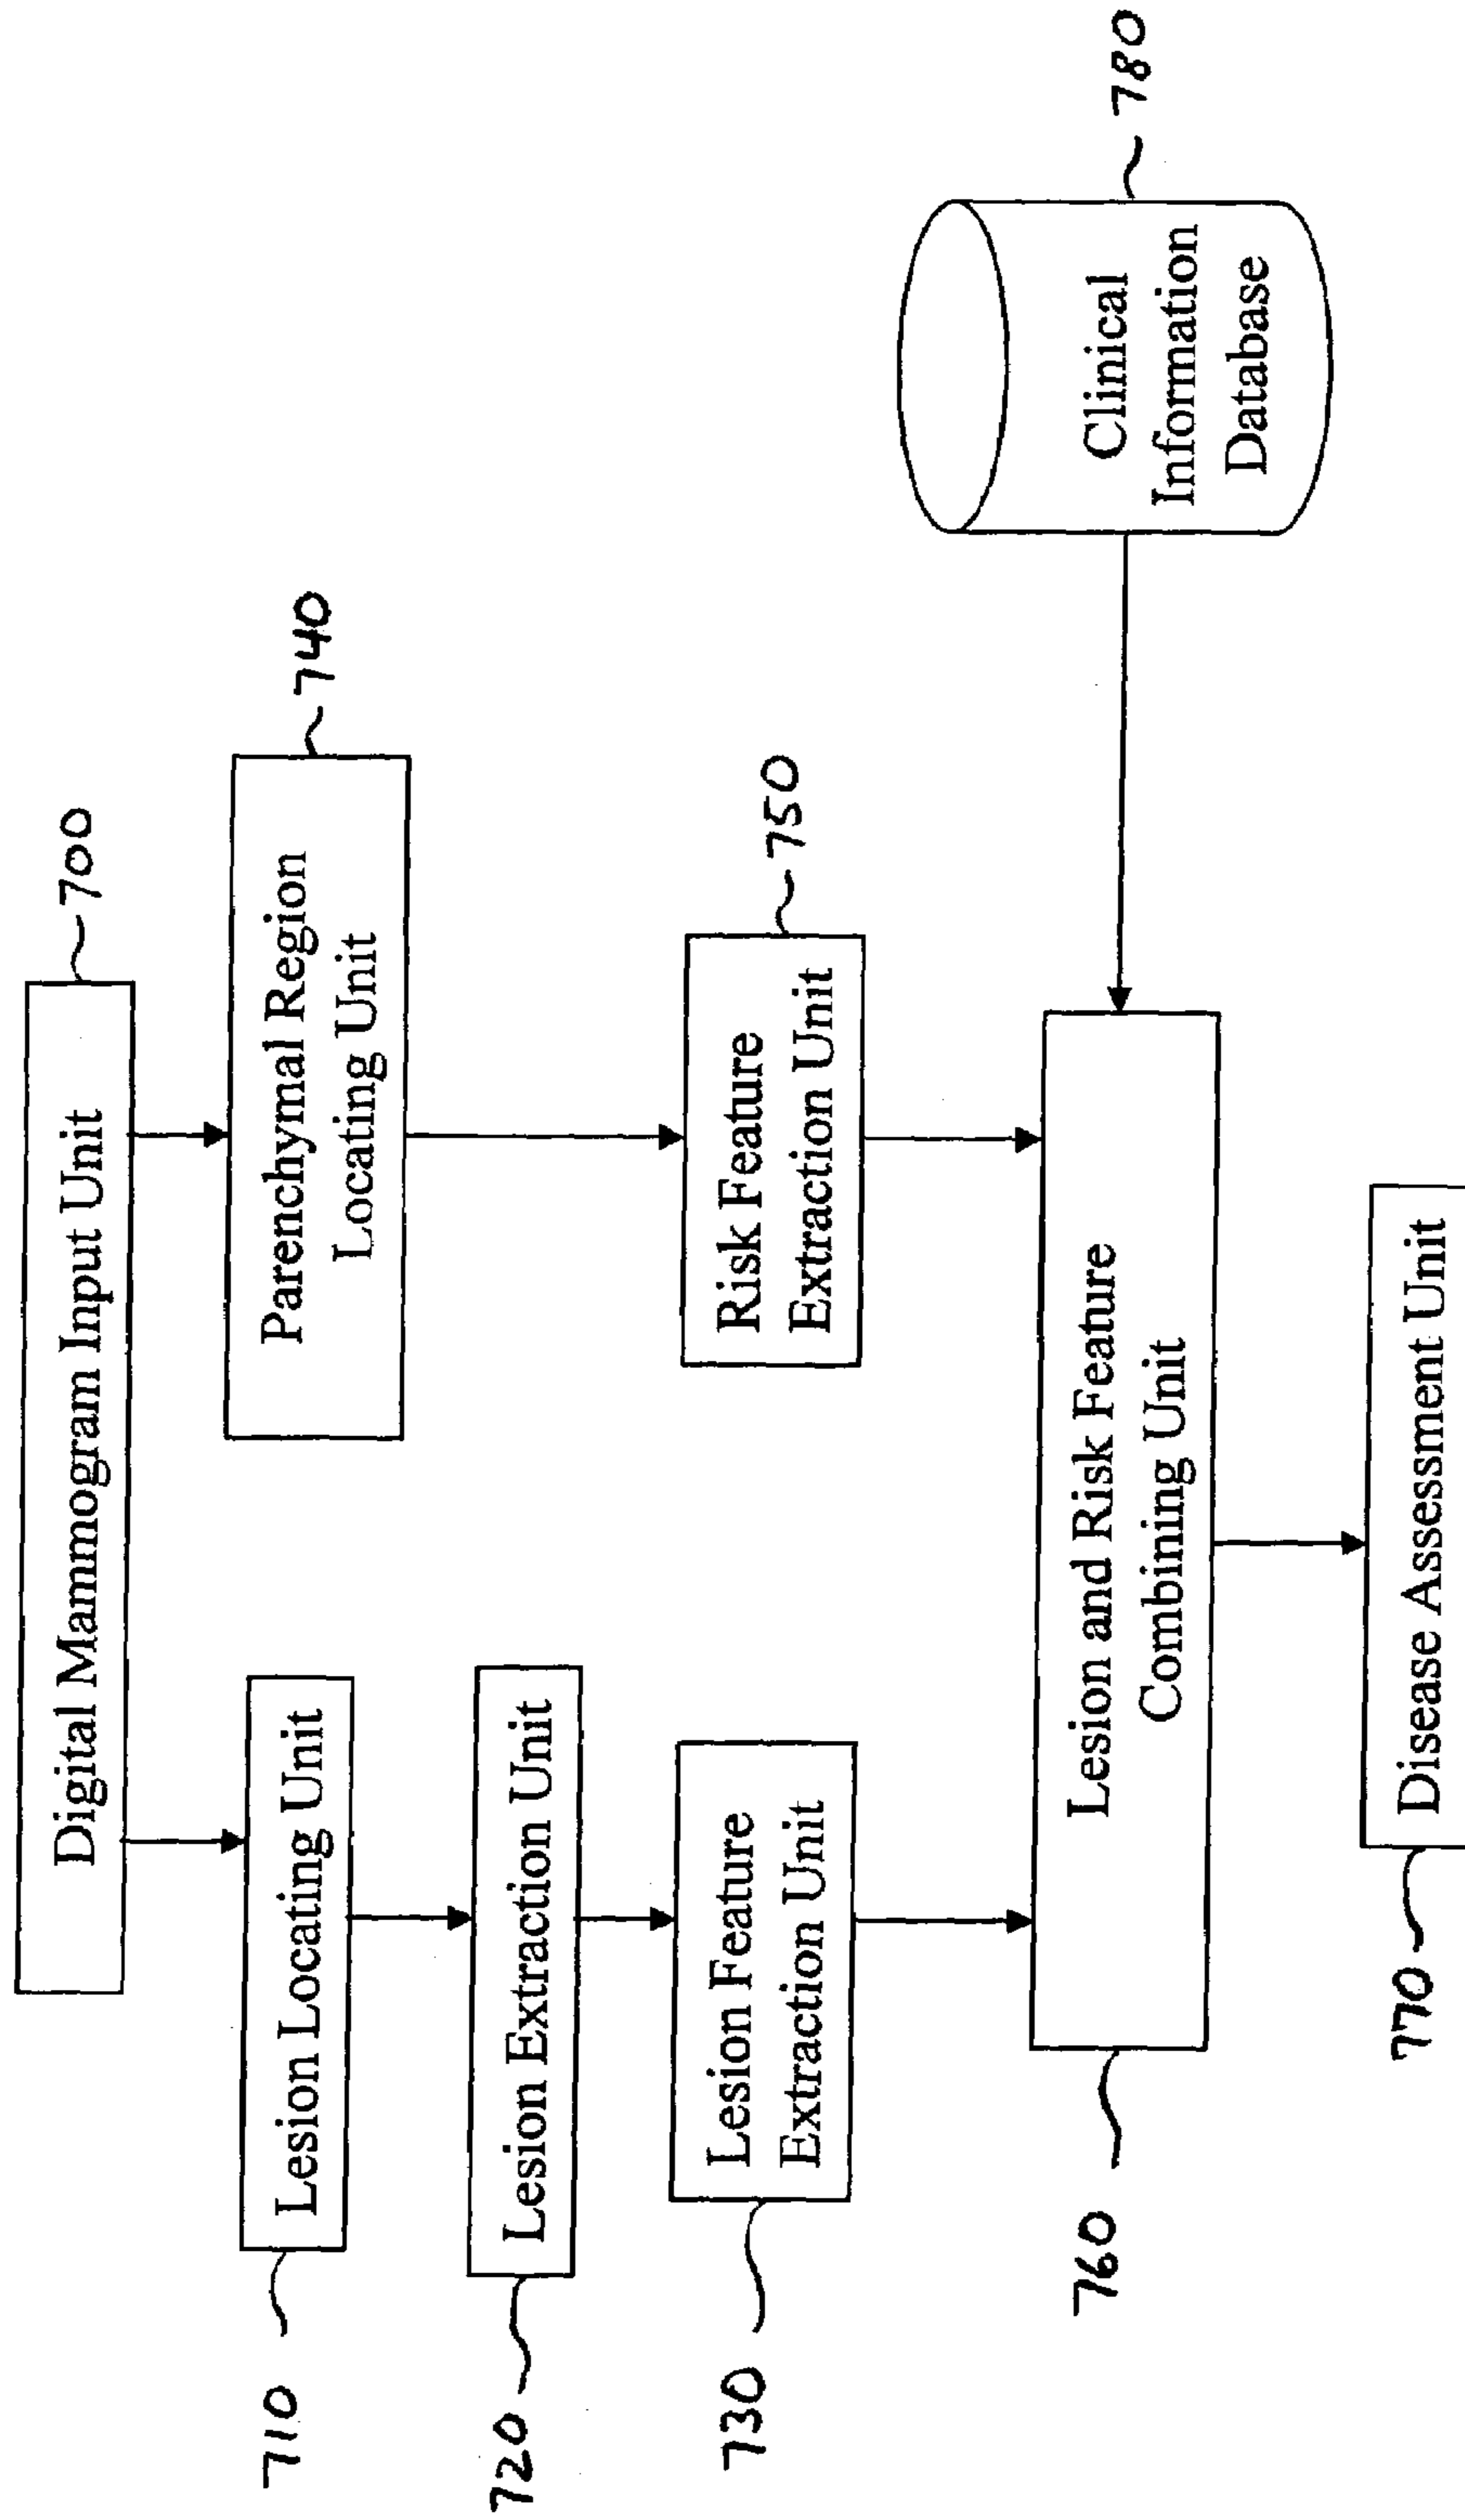 Digital Mammogram Input Unit
700
710
Lesion Locating Unit
Parenchymal Region
Locating Unit
740
720
Lesion Extraction Unit
730
Lesion Feature
Extraction Unit
Risk Feature
Extraction Unit
750
760
Lesion and Risk Feature
Combining Unit
Clinical
Information
Database
780
770
Disease Assessment Unit